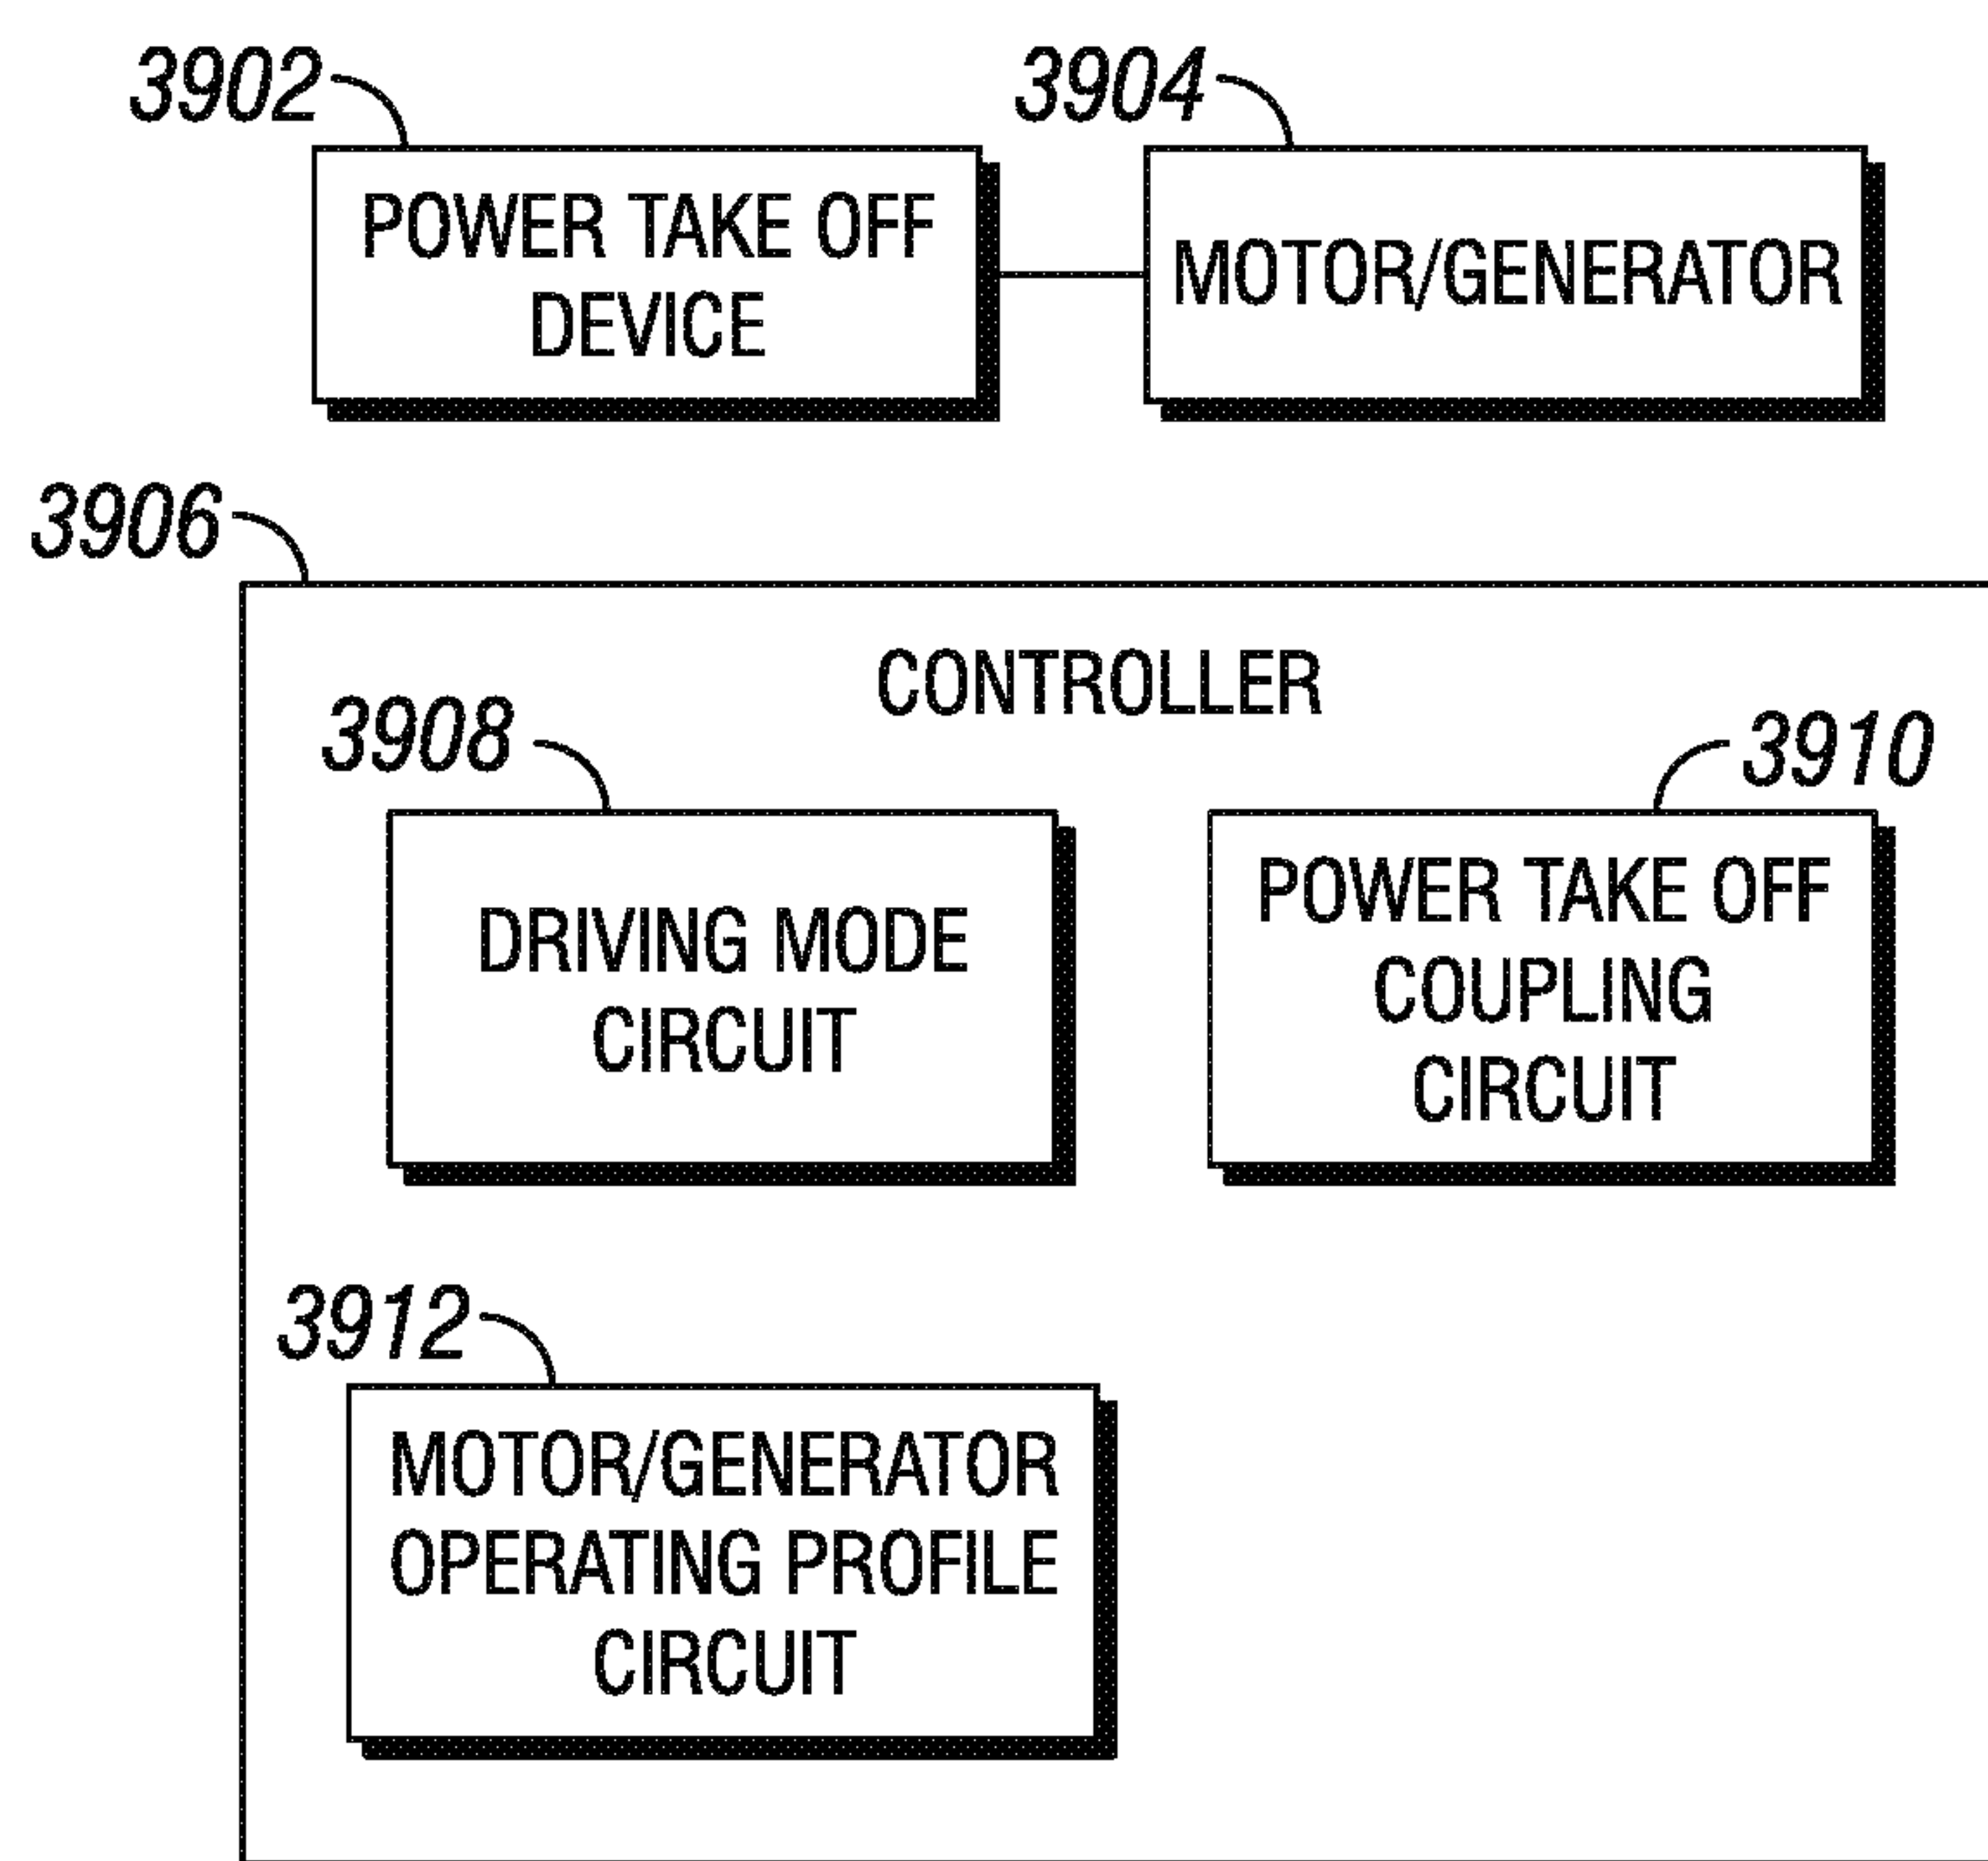 3902
3904
POWER TAKE OFF
DEVICE
MOTOR/GENERATOR
3906
CONTROLLER
3908
3910
DRIVING MODE
CIRCUIT
POWER TAKE OFF
COUPLING
CIRCUIT
3912
MOTOR/GENERATOR
OPERATING PROFILE
CIRCUIT